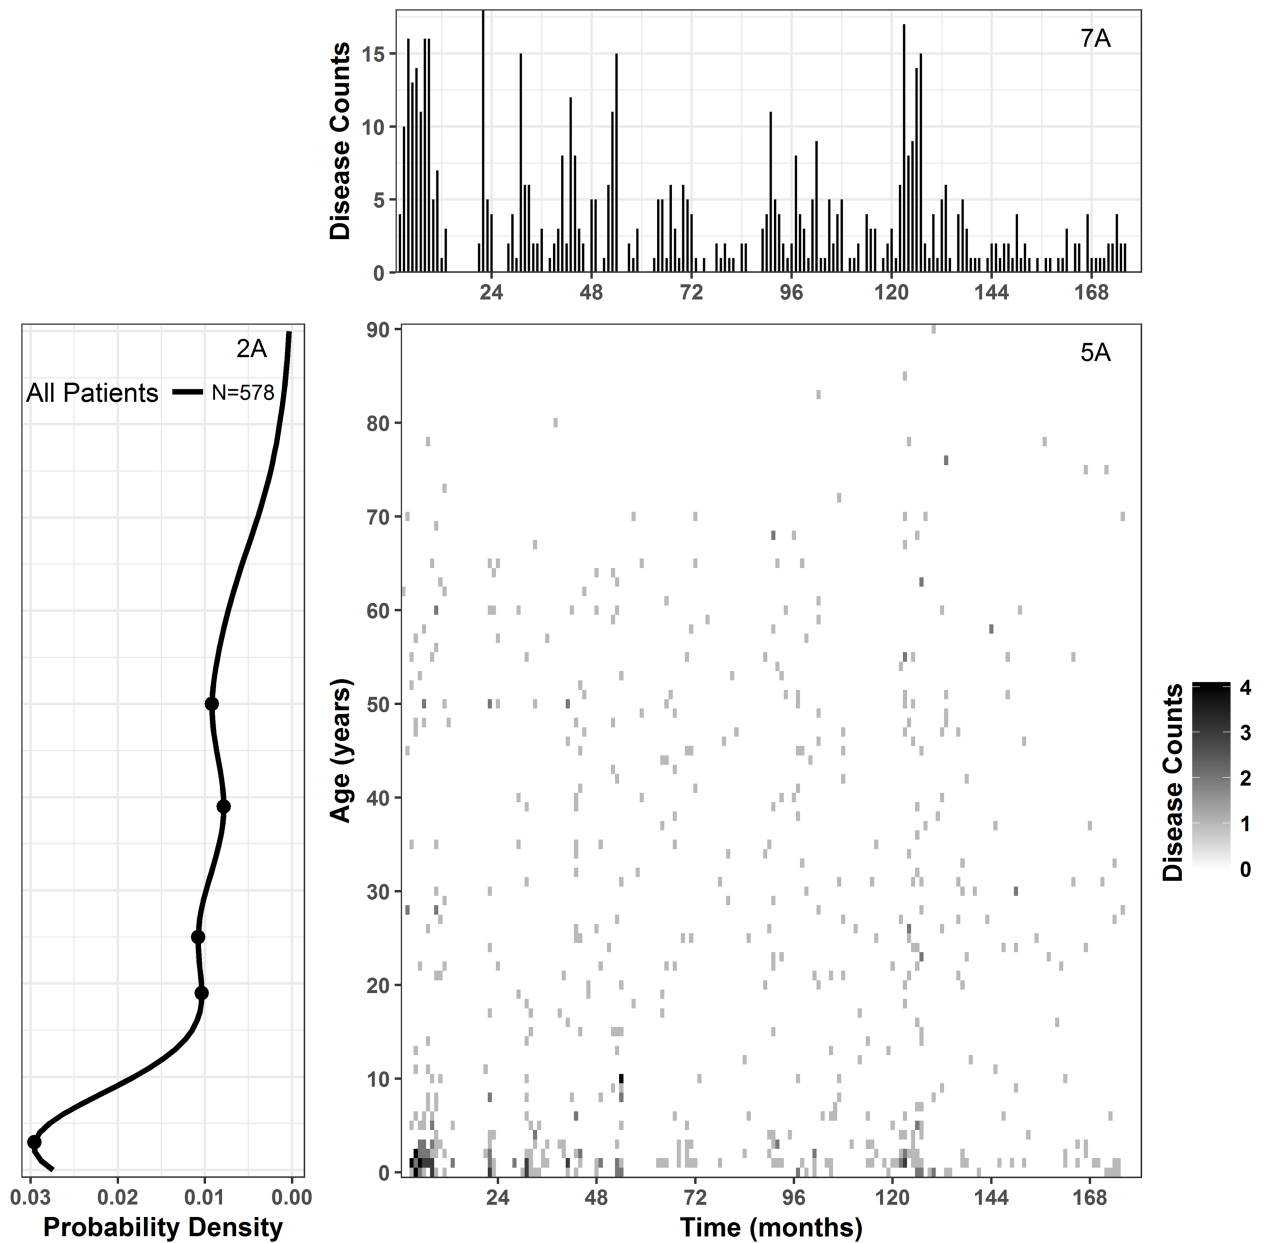 Disease Counts
15
10
5
0
7A
24 48 72 96 120 144 168
2A
All Patients N=578
0.03 0.02 0.01 0.00
Probability Density
Age (years)
90
80
70
60
50
40
30
20
10
0
5A
24 48 72 96 120 144 168
Time (months)
Disease Counts
4
3
2
1
0